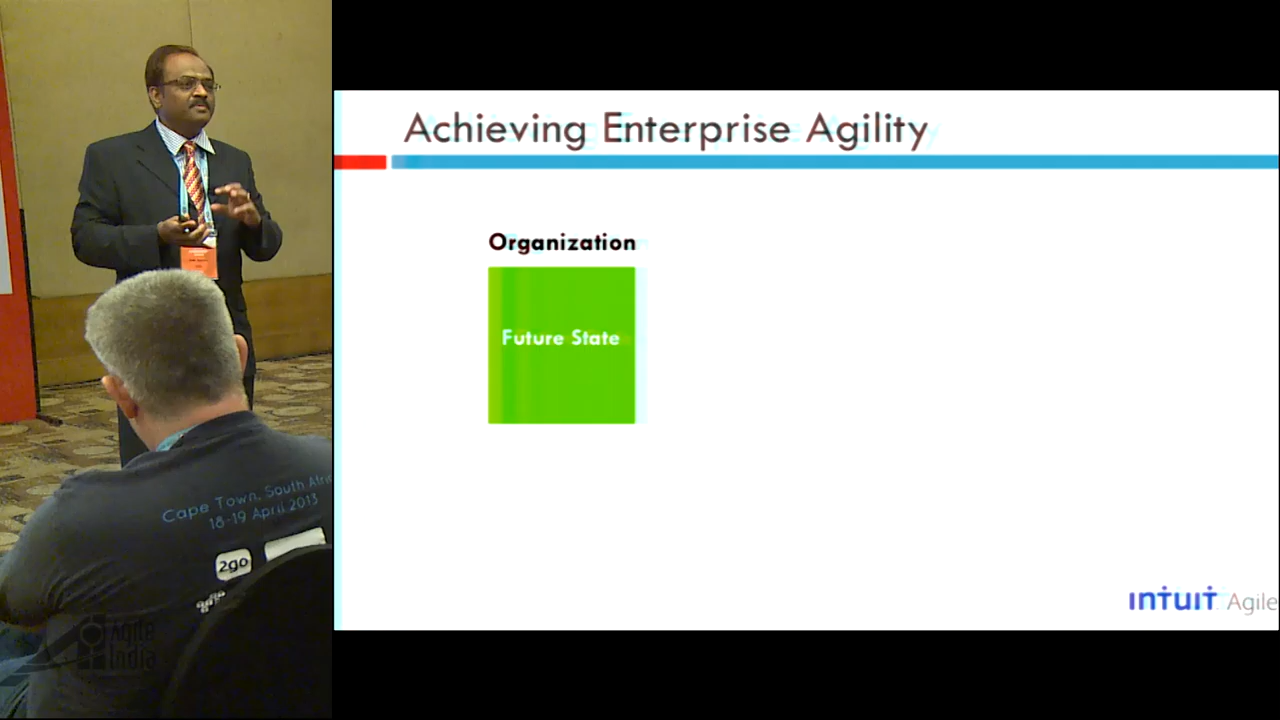 Achieving Enterprise Agility
Organization
Future State
INTUIT Agile
Cape Town, South Afri
18-19 April 2013
2go
Agile
India